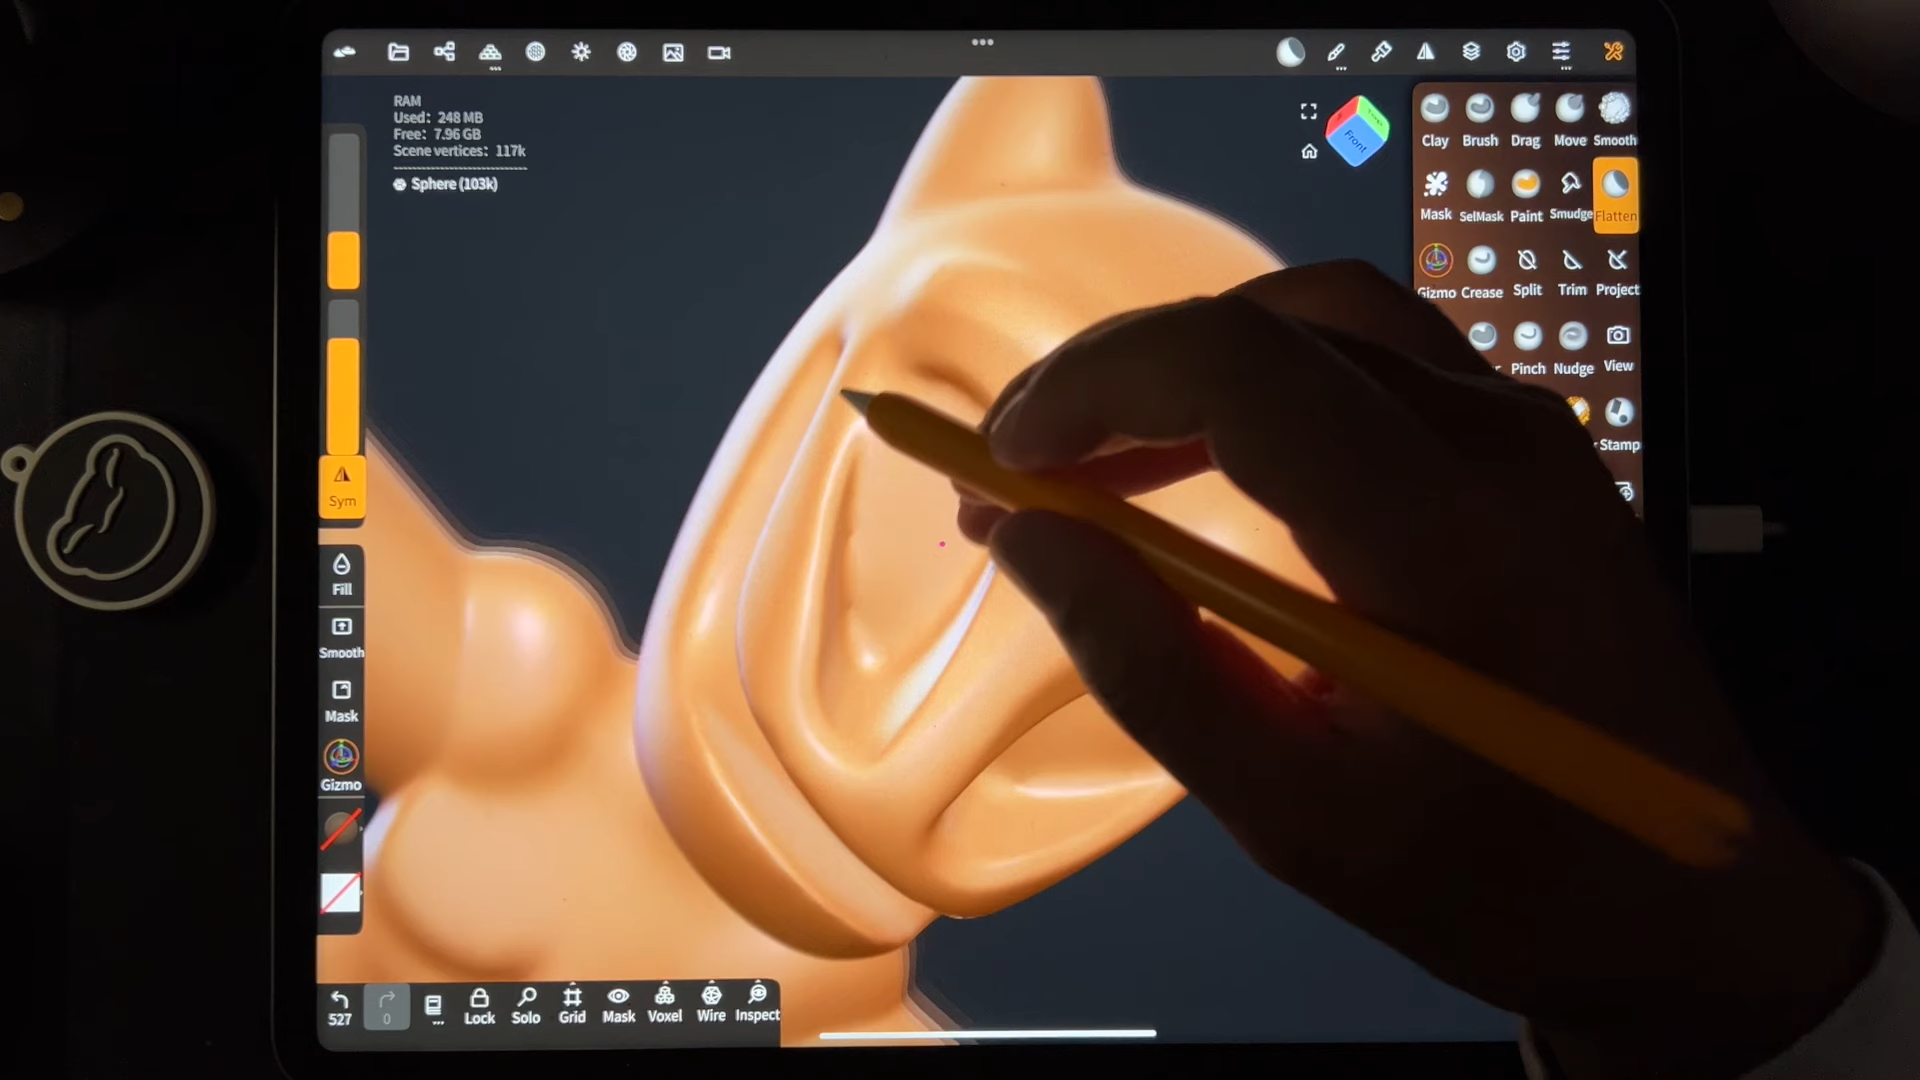 RAM
Used: 248 MB
Free: 7.96 GB
Scene vertices: 117k
Sphere (103k)
Top
Front
Clay Brush Drag Move Smooth
Mask SelMask Paint Smudge Flatten
Gizmo Crease Split Trim Project
Pinch Nudge View
Stamp
Sym
Fill
Smooth
Mask
Gizmo
527 0 Lock Solo Grid Mask Voxel Wire Inspect